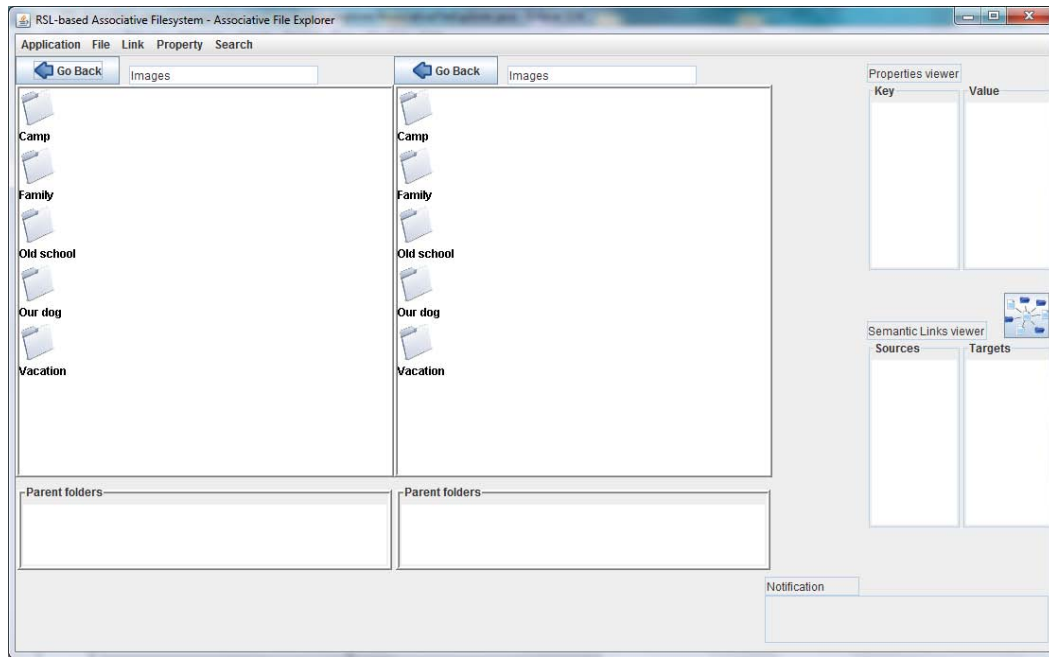 RSL-based Associative Filesystem - Associative File Explorer
Application File Link Property Search
Go Back Images
Camp
Family
Old school
Our dog
Vacation
Parent folders
Go Back Images
Camp
Family
Old school
Our dog
Vacation
Parent folders
Properties viewer
Key Value
Semantic Links viewer
Sources Targets
Notification